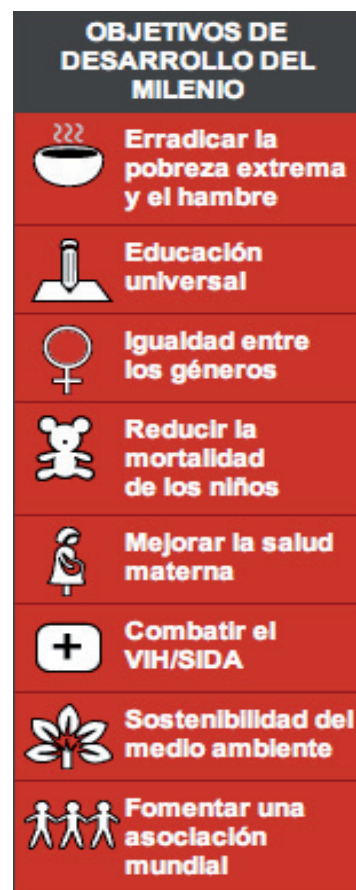 OBJETIVOS DE
DESARROLLO DEL
MILENIO
Erradicar la
pobreza extrema
y el hambre
Educación
universal
Igualdad entre
los géneros
Reducir la
mortalidad
de los niños
Mejorar la salud
materna
Combatir el
VIH/SIDA
Sostenibilidad del
medio ambiente
Fomentar una
asociación
mundial